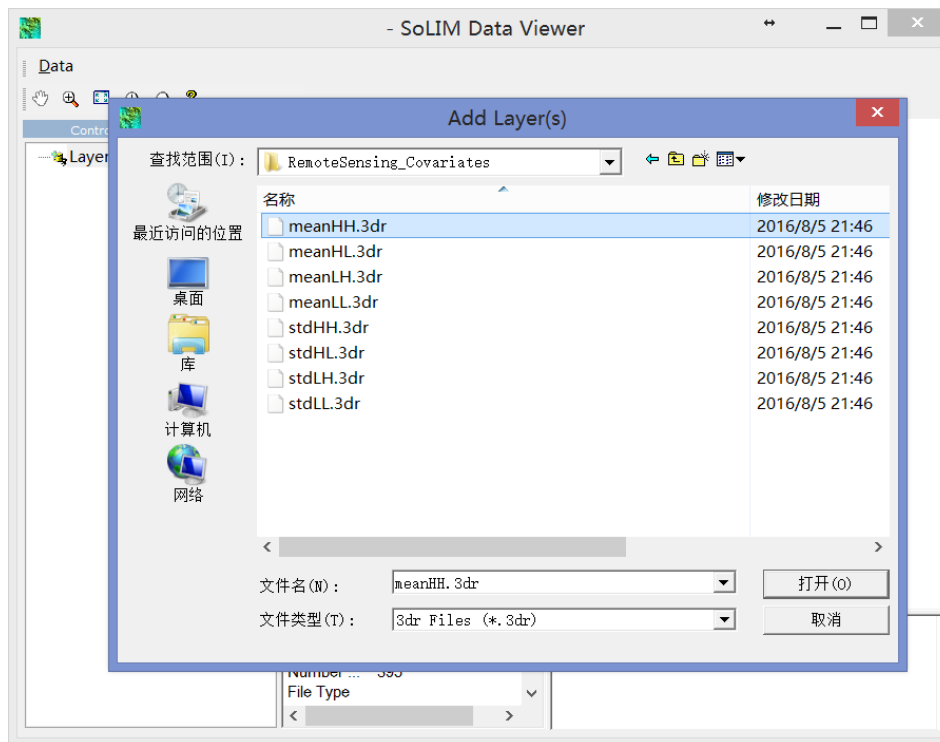 - SoLIM Data Viewer
Data
Add Layer(s)
Contro
Layer
查找范围(I):
RemoteSensing_Covariates
名称
修改日期
最近访问的位置
桌面
库
计算机
网络
meanHH.3dr 2016/8/5 21:46
meanHL.3dr 2016/8/5 21:46
meanLH.3dr 2016/8/5 21:46
meanLL.3dr 2016/8/5 21:46
stdHH.3dr 2016/8/5 21:46
stdHL.3dr 2016/8/5 21:46
stdLH.3dr 2016/8/5 21:46
stdLL.3dr 2016/8/5 21:46
文件名(N): meanHH.3dr 打开(O)
文件类型(T): 3dr Files (*.3dr) 取消
Number ... 395
File Type